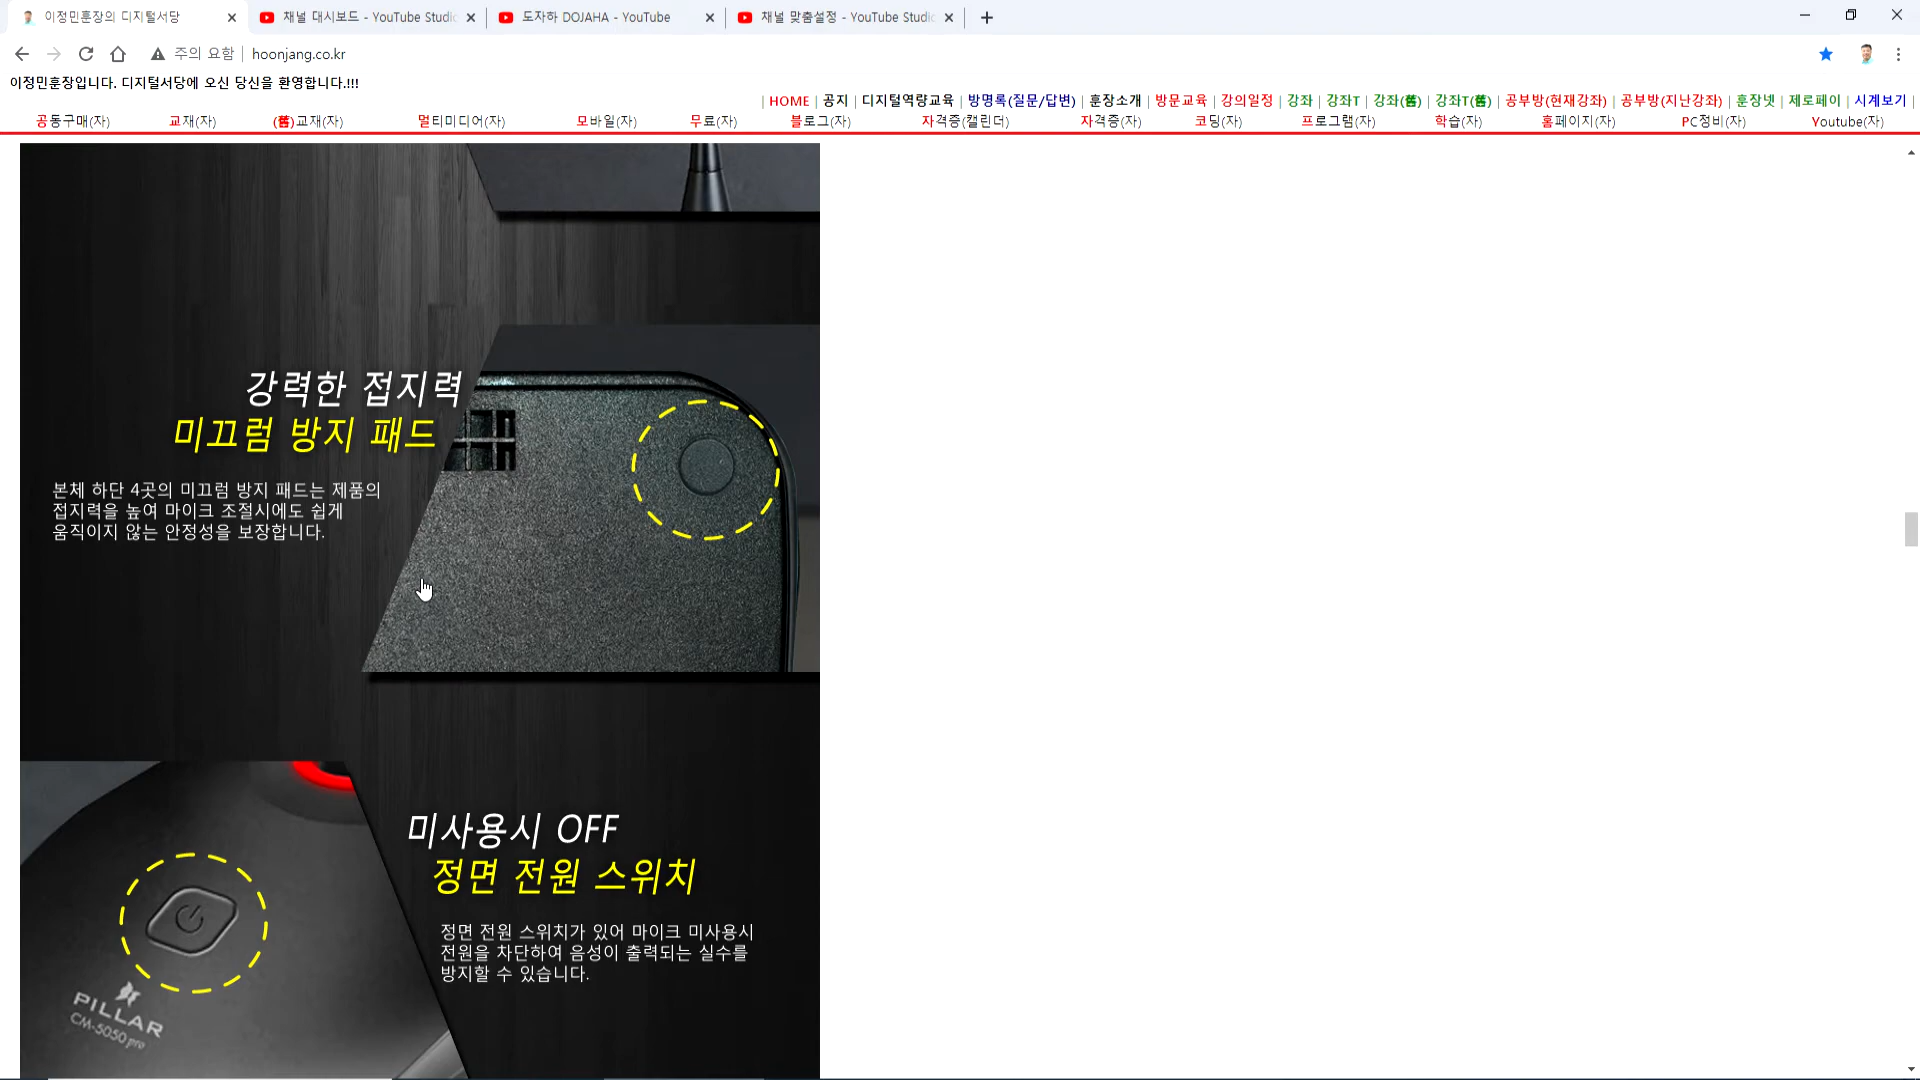 이정민훈장의 디지털서당
채널 대시보드 - YouTube Studio
도자하 DOJAHA - YouTube
채널 맞춤설정 - YouTube Studio
주의 요함 | hoonjang.co.kr
이정민훈장입니다. 디지털서당에 오신 당신을 환영합니다.!!!
| HOME | 공지 | 디지털역량교육 | 방명록(질문/답변) | 훈장소개 | 방문교육 | 강의일정 | 강좌 | 강좌T | 강좌(舊) | 강좌T(舊) | 공부방(현재강좌) | 공부방(지난강좌) | 훈장넷 | 제로페이 | 시계보기 |
공동구매(자) 교재(자) (舊)교재(자) 멀티미디어(자) 모바일(자) 무료(자) 블로그(자) 자격증(캘린더) 자격증(자) 코딩(자) 프로그램(자) 학습(자) 홈페이지(자) PC정비(자) Youtube(자)
강력한 접지력
미끄럼 방지 패드
본체 하단 4곳의 미끄럼 방지 패드는 제품의
접지력을 높여 마이크 조절시에도 쉽게
움직이지 않는 안정성을 보장합니다.
미사용시 OFF
정면 전원 스위치
정면 전원 스위치가 있어 마이크 미사용시
전원을 차단하여 음성이 출력되는 실수를
방지할 수 있습니다.
PILLAR
CM-5050 pro